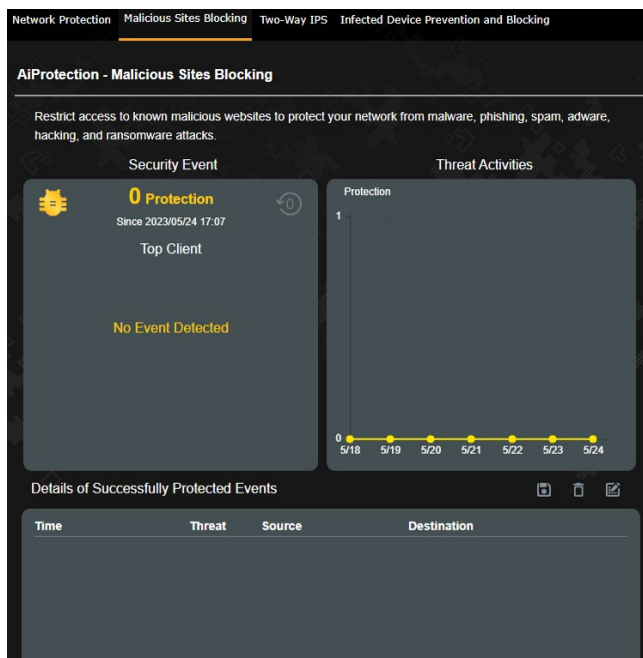 Network Protection Malicious Sites Blocking Two-Way IPS Infected Device Prevention and Blocking
AiProtection - Malicious Sites Blocking
Restrict access to known malicious websites to protect your network from malware, phishing, spam, adware,
hacking, and ransomware attacks.
Security Event
0 Protection
Since 2023/05/24 17:07
0
Top Client
No Event Detected
Threat Activities
Protection
1
0
5/18 5/19 5/20 5/21 5/22 5/23 5/24
Details of Successfully Protected Events
Time Threat Source Destination